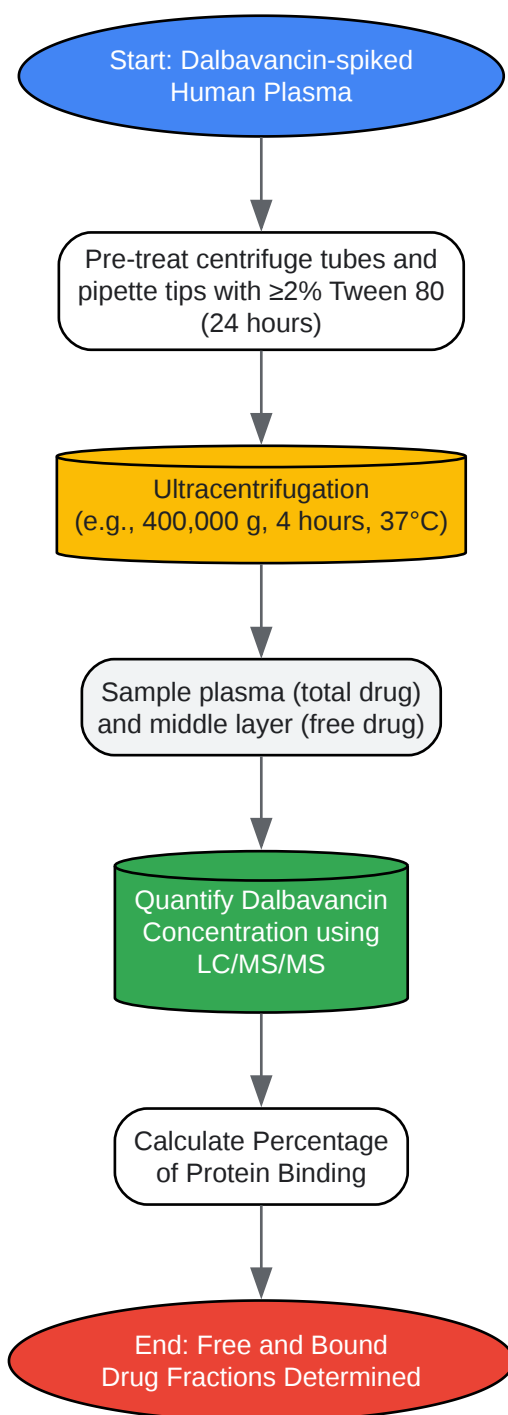 Start: Dalbavancin-spiked
Human Plasma
Pre-treat centrifuge tubes and
pipette tips with ≥2% Tween 80
(24 hours)
Ultracentrifugation
(e.g., 400,000 g, 4 hours, 37°C)
Sample plasma (total drug)
and middle layer (free drug)
Quantify Dalbavancin
Concentration using
LC/MS/MS
Calculate Percentage
of Protein Binding
End: Free and Bound
Drug Fractions Determined